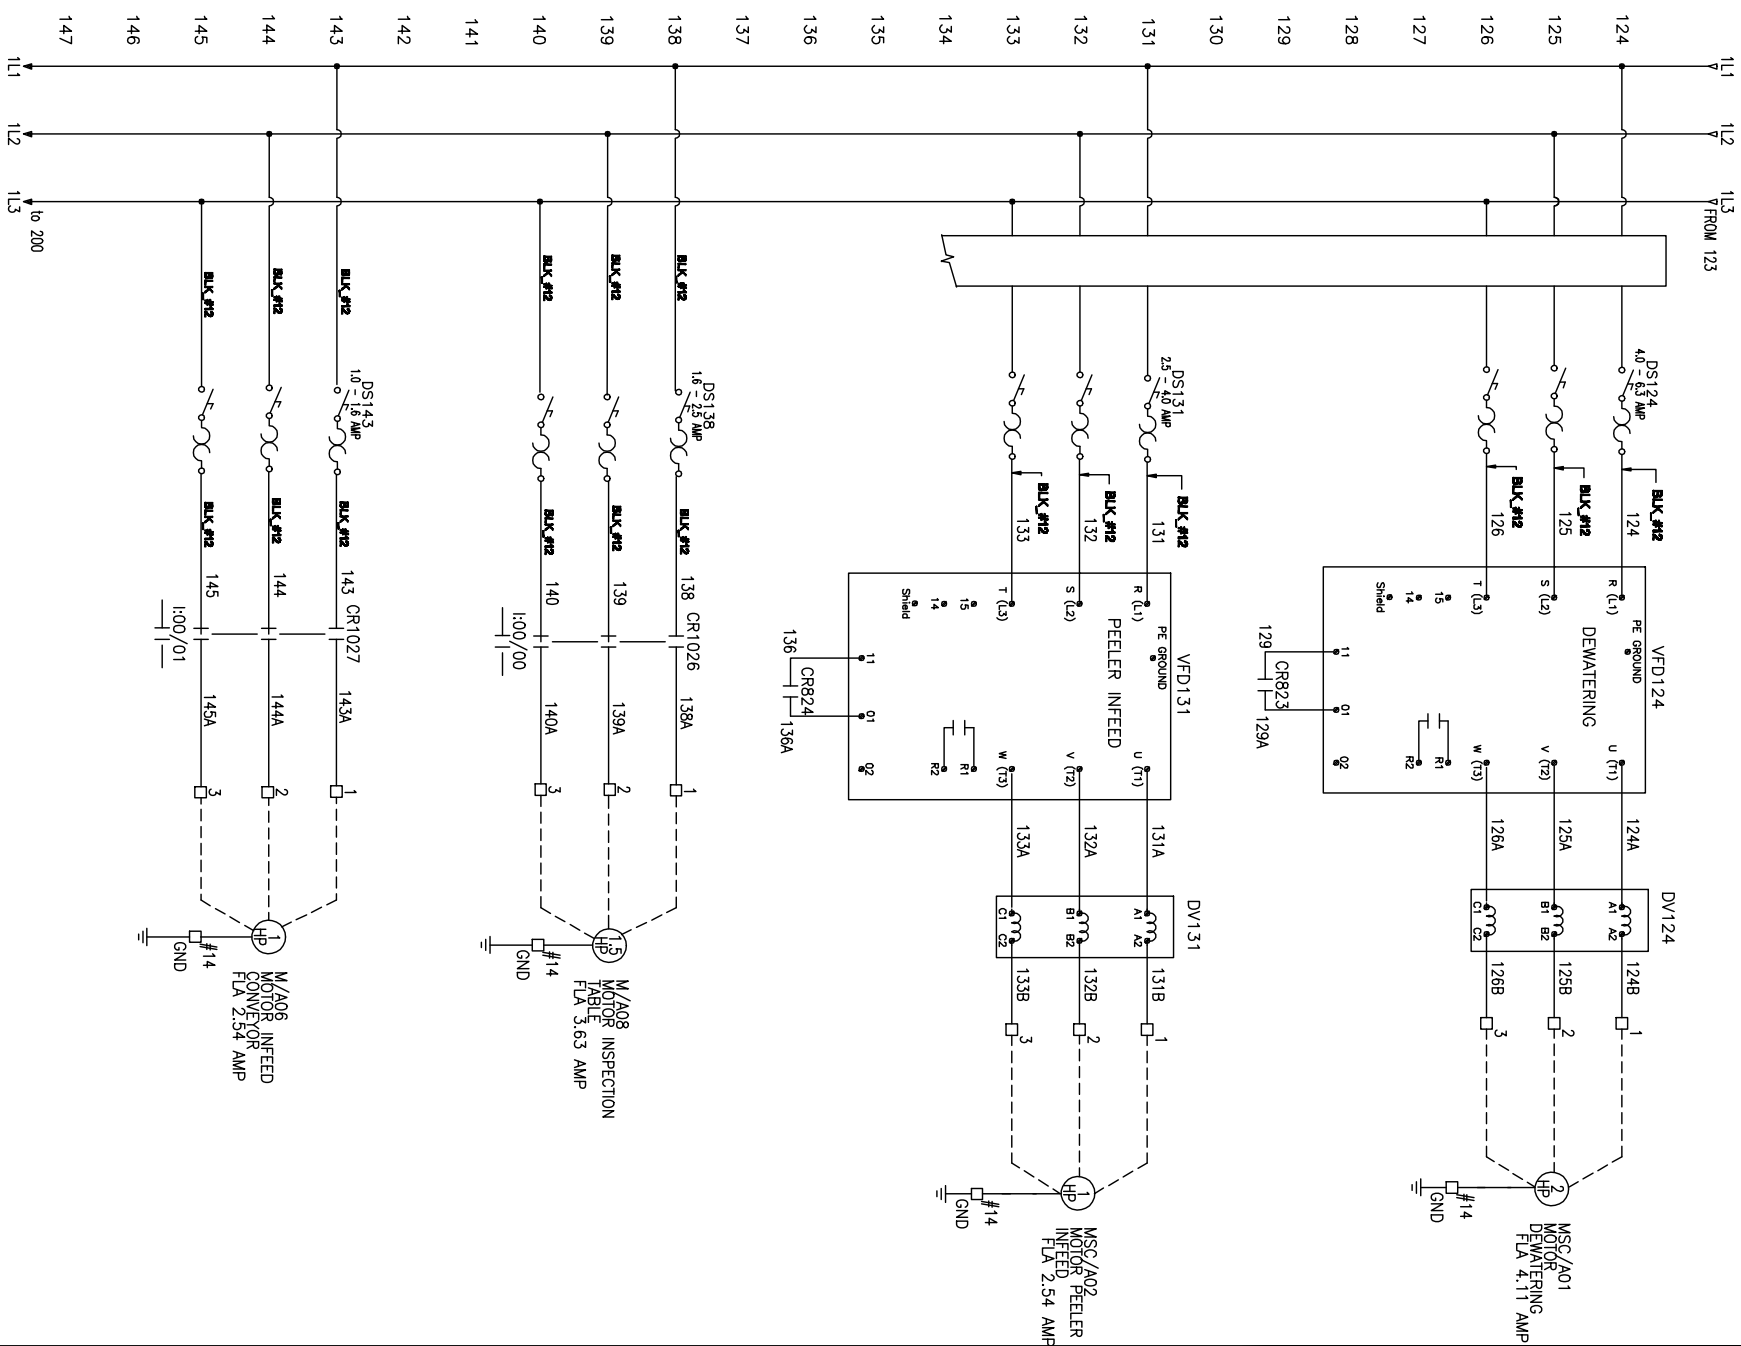 124
125
126
127
128
129
130
131
132
133
134
135
136
137
138
139
140
141
142
143
144
145
146
147
1L1
1L2
1L3
FROM 123
DS124
4.0 - 6.3 AMP
BLK_#12
124
BLK_#12
125
BLK_#12
126
VFD124
PE GROUND
DEWATERING
R (L1)
S (L2)
T (L3)
15
14
Shield
U (T1)
V (T2)
W (T3)
R1
R2
11
01
02
129
CR823
129A
124A
125A
126A
DV124
A1 A2
B1 B2
C1 C2
124B
125B
126B
1
2
3
2
HP
#14
GND
MSC/A01
MOTOR
DEWATERING
FLA 4.11 AMP
DS131
2.5 - 4.0 AMP
BLK_#12
131
BLK_#12
132
BLK_#12
133
VFD131
PE GROUND
PEELER INFEED
R (L1)
S (L2)
T (L3)
15
14
Shield
U (T1)
V (T2)
W (T3)
R1
R2
11
01
02
136
CR824
136A
131A
132A
133A
DV131
A1 A2
B1 B2
C1 C2
131B
132B
133B
1
2
3
1
HP
#14
GND
MSC/A02
MOTOR PEELER
INFEED
FLA 2.54 AMP
BLK_#12
DS138
1.6 - 2.5 AMP
BLK_#12
138
CR1026
138A
1
BLK_#12
BLK_#12
139
139A
2
BLK_#12
BLK_#12
140
140A
3
I:00/00
1.5
HP
#14
GND
M/A08
MOTOR INSPECTION
TABLE
FLA 3.63 AMP
BLK_#12
DS143
1.0 - 1.6 AMP
BLK_#12
143
CR1027
143A
1
BLK_#12
BLK_#12
144
144A
2
BLK_#12
BLK_#12
145
145A
3
I:00/01
1
HP
#14
GND
M/A06
MOTOR INFEED
CONVEYOR
FLA 2.54 AMP
1L1
1L2
1L3
to 200